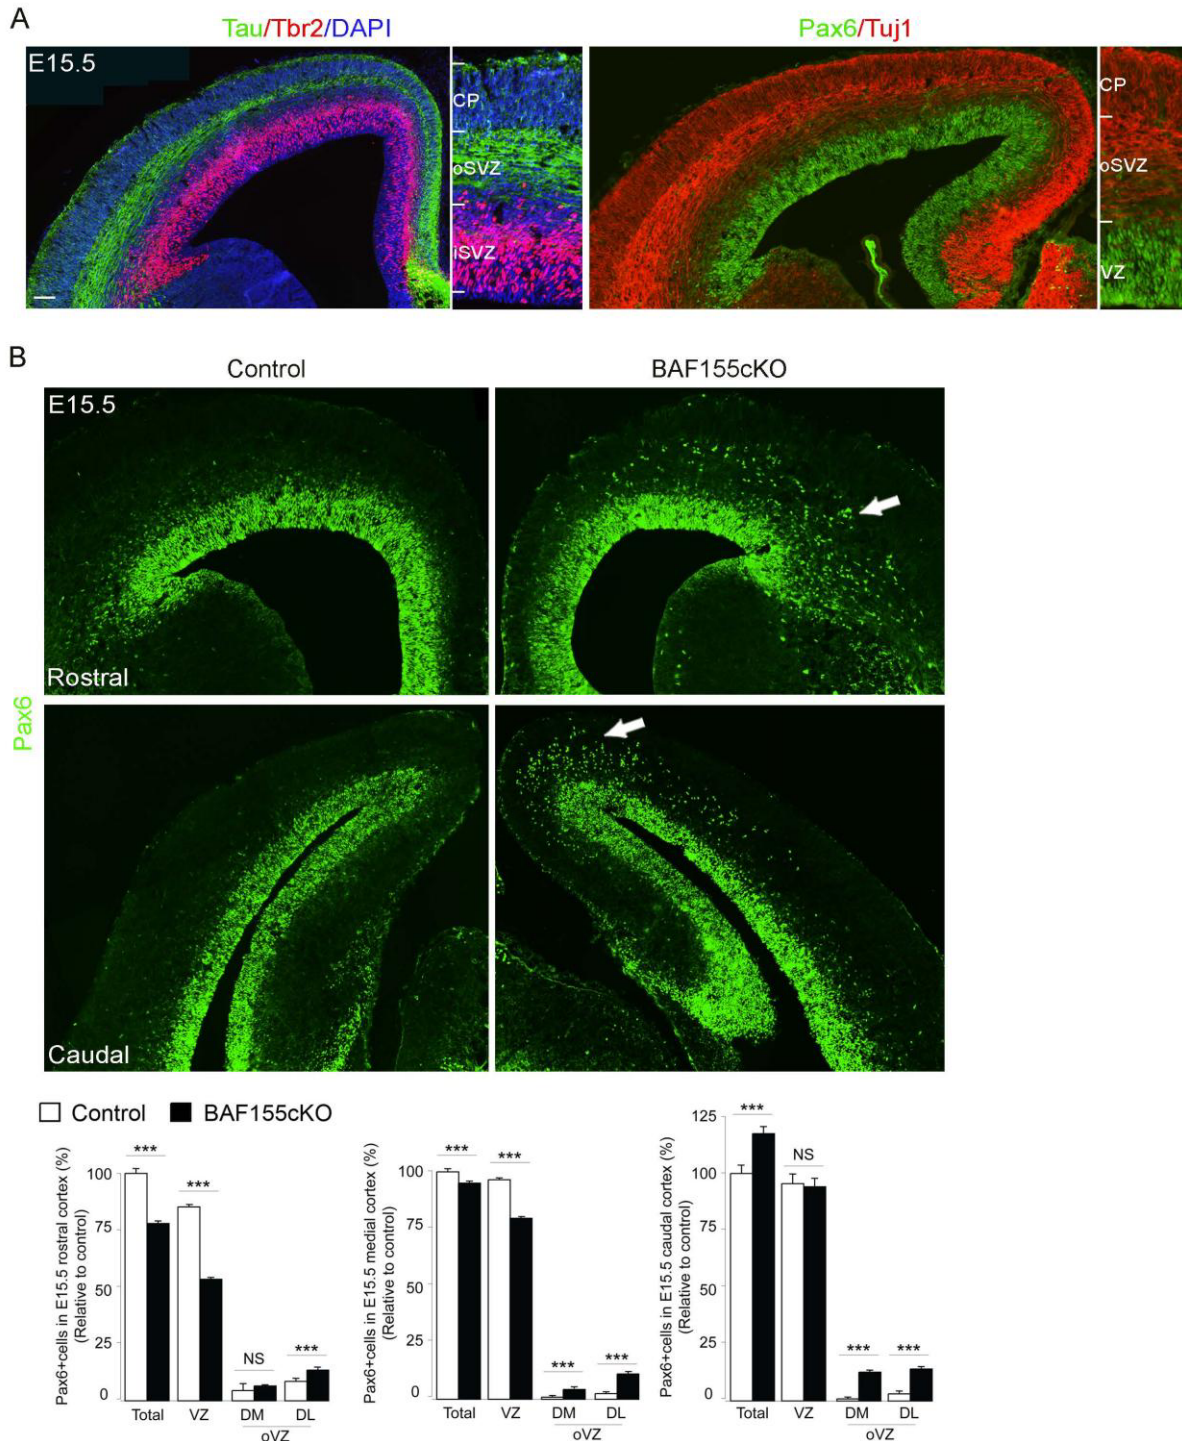 A
Tau/Tbr2/DAPI
Pax6/Tuj1
E15.5
CP
oSVZ
iSVZ
CP
oSVZ
VZ
B
Control
BAF155cKO
E15.5
Rostral
Pax6
Caudal
Control
BAF155cKO
Pax6+cells in E15.5 rostral cortex (%)
(Relative to control)
100
75
50
25
0
***
***
NS
***
Total
VZ
DM
DL
oVZ
Pax6+cells in E15.5 medial cortex (%)
(Relative to control)
100
75
50
25
0
***
***
***
***
Total
VZ
DM
DL
oVZ
Pax6+cells in E15.5 caudal cortex (%)
(Relative to control)
125
100
75
50
25
0
***
NS
***
***
Total
VZ
DM
DL
oVZ